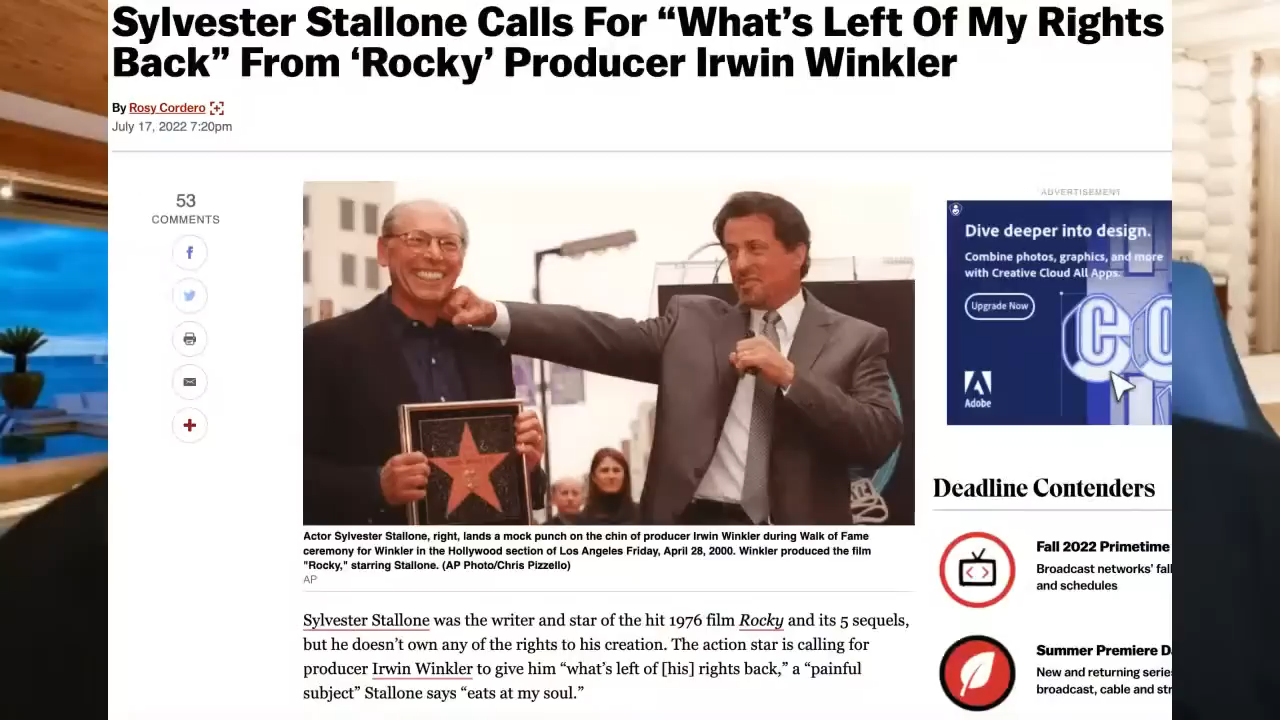 Sylvester Stallone Calls For “What’s Left Of My Rights
Back” From ‘Rocky’ Producer Irwin Winkler
By Rosy Cordero
July 17, 2022 7:20pm
53
COMMENTS
ADVERTISEMENT
Dive deeper into design.
Combine photos, graphics, and more
with Creative Cloud All Apps.
Upgrade Now
CO
Adobe
Actor Sylvester Stallone, right, lands a mock punch on the chin of producer Irwin Winkler during Walk of Fame
ceremony for Winkler in the Hollywood section of Los Angeles Friday, April 28, 2000. Winkler produced the film
"Rocky," starring Stallone. (AP Photo/Chris Pizzello)
AP
Sylvester Stallone was the writer and star of the hit 1976 film Rocky and its 5 sequels,
but he doesn’t own any of the rights to his creation. The action star is calling for
producer Irwin Winkler to give him “what’s left of [his] rights back,” a “painful
subject” Stallone says “eats at my soul.”
Deadline Contenders
Fall 2022 Primetime
Broadcast networks’ fall
and schedules
Summer Premiere D
New and returning serie
broadcast, cable and str